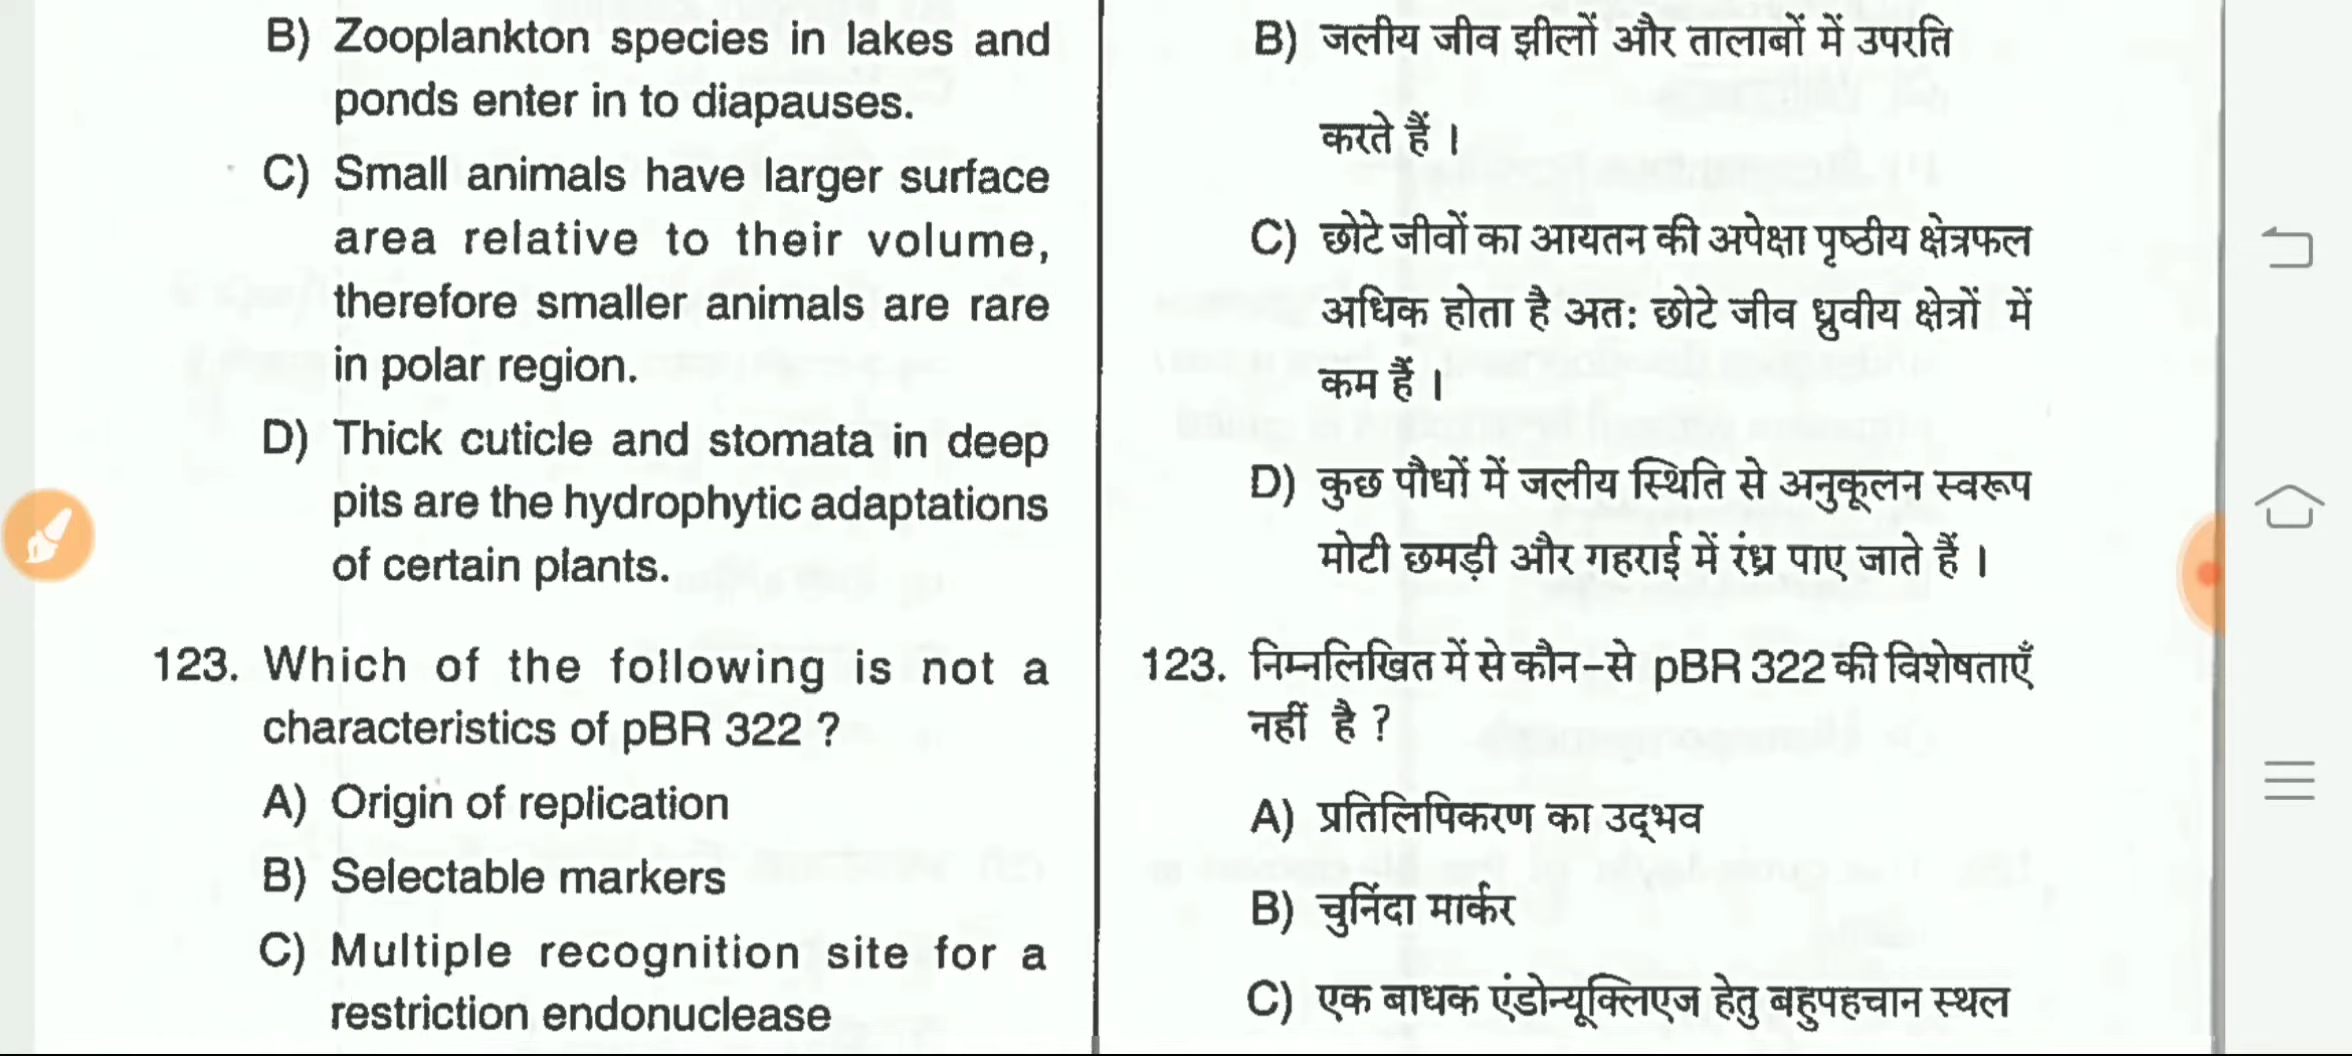 B) Zooplankton species in lakes and
ponds enter in to diapauses.
C) Small animals have larger surface
area relative to their volume,
therefore smaller animals are rare
in polar region.
D) Thick cuticle and stomata in deep
pits are the hydrophytic adaptations
of certain plants.
123. Which of the following is not a
characteristics of pBR 322 ?
A) Origin of replication
B) Selectable markers
C) Multiple recognition site for a
restriction endonuclease
B) जलीय जीव झीलों और तालाबों में उपरति
करते हैं ।
C) छोटे जीवों का आयतन की अपेक्षा पृष्ठीय क्षेत्रफल
अधिक होता है अत: छोटे जीव ध्रुवीय क्षेत्रों में
कम हैं ।
D) कुछ पौधों में जलीय स्थिति से अनुकूलन स्वरूप
मोटी छमड़ी और गहराई में रंध्र पाए जाते हैं ।
123. निम्नलिखित में से कौन-से pBR 322 की विशेषताएँ
नहीं है ?
A) प्रतिलिपिकरण का उद्भव
B) चुनिंदा मार्कर
C) एक बाधक एंडोन्यूक्लिएज हेतु बहुपहचान स्थल